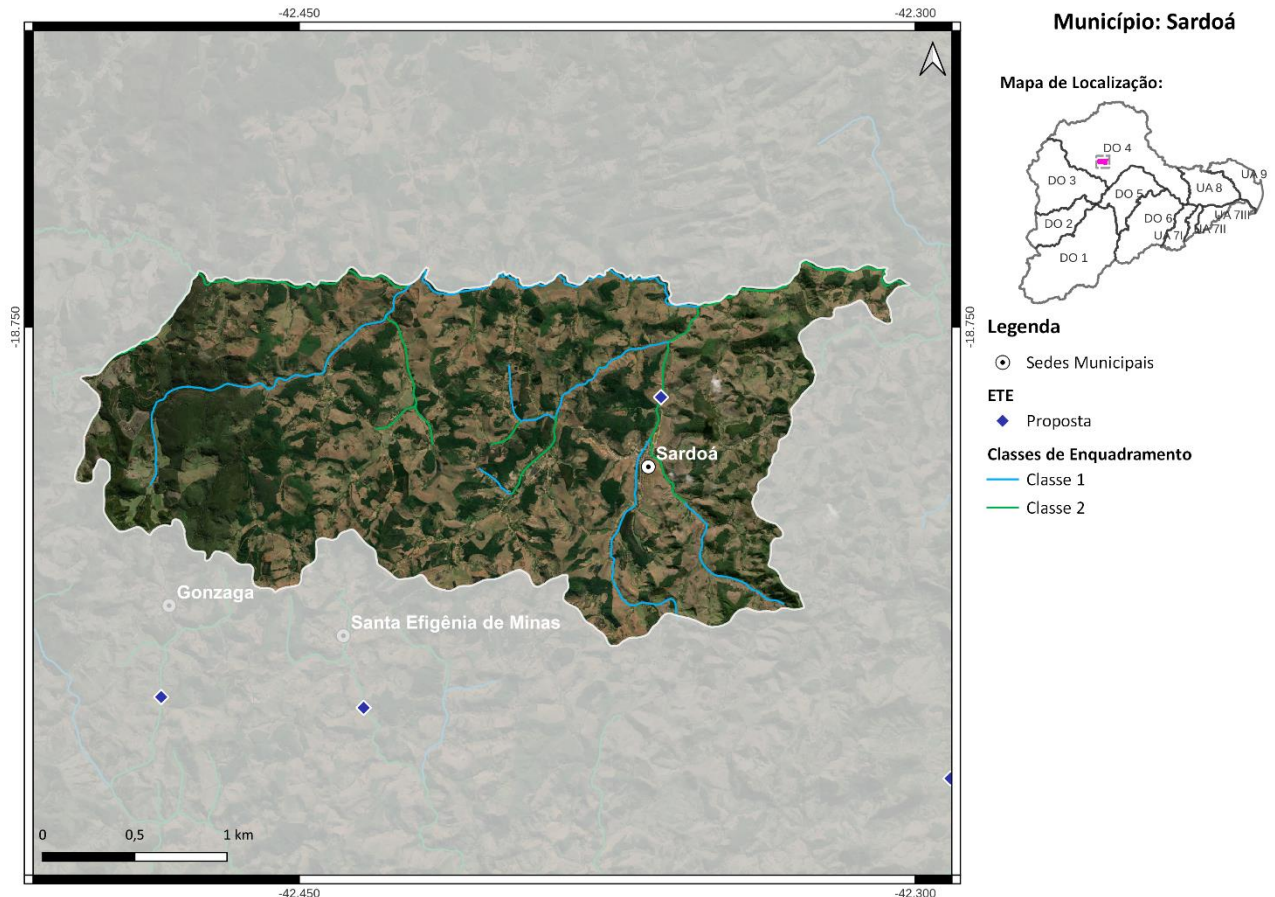 -42.450
-42.300
Município: Sardoá
Mapa de Localização:
DO 4
DO 3
DO 5
UA 8
UA 9
DO 2
DO 6
UA 7III
UA 7II
UA 7I
DO 1
-18.750
-18.750
Legenda
Sedes Municipais
ETE
Proposta
Classes de Enquadramento
Classe 1
Classe 2
Sardoá
Gonzaga
Santa Efigênia de Minas
0 0,5 1 km
-42.450
-42.300